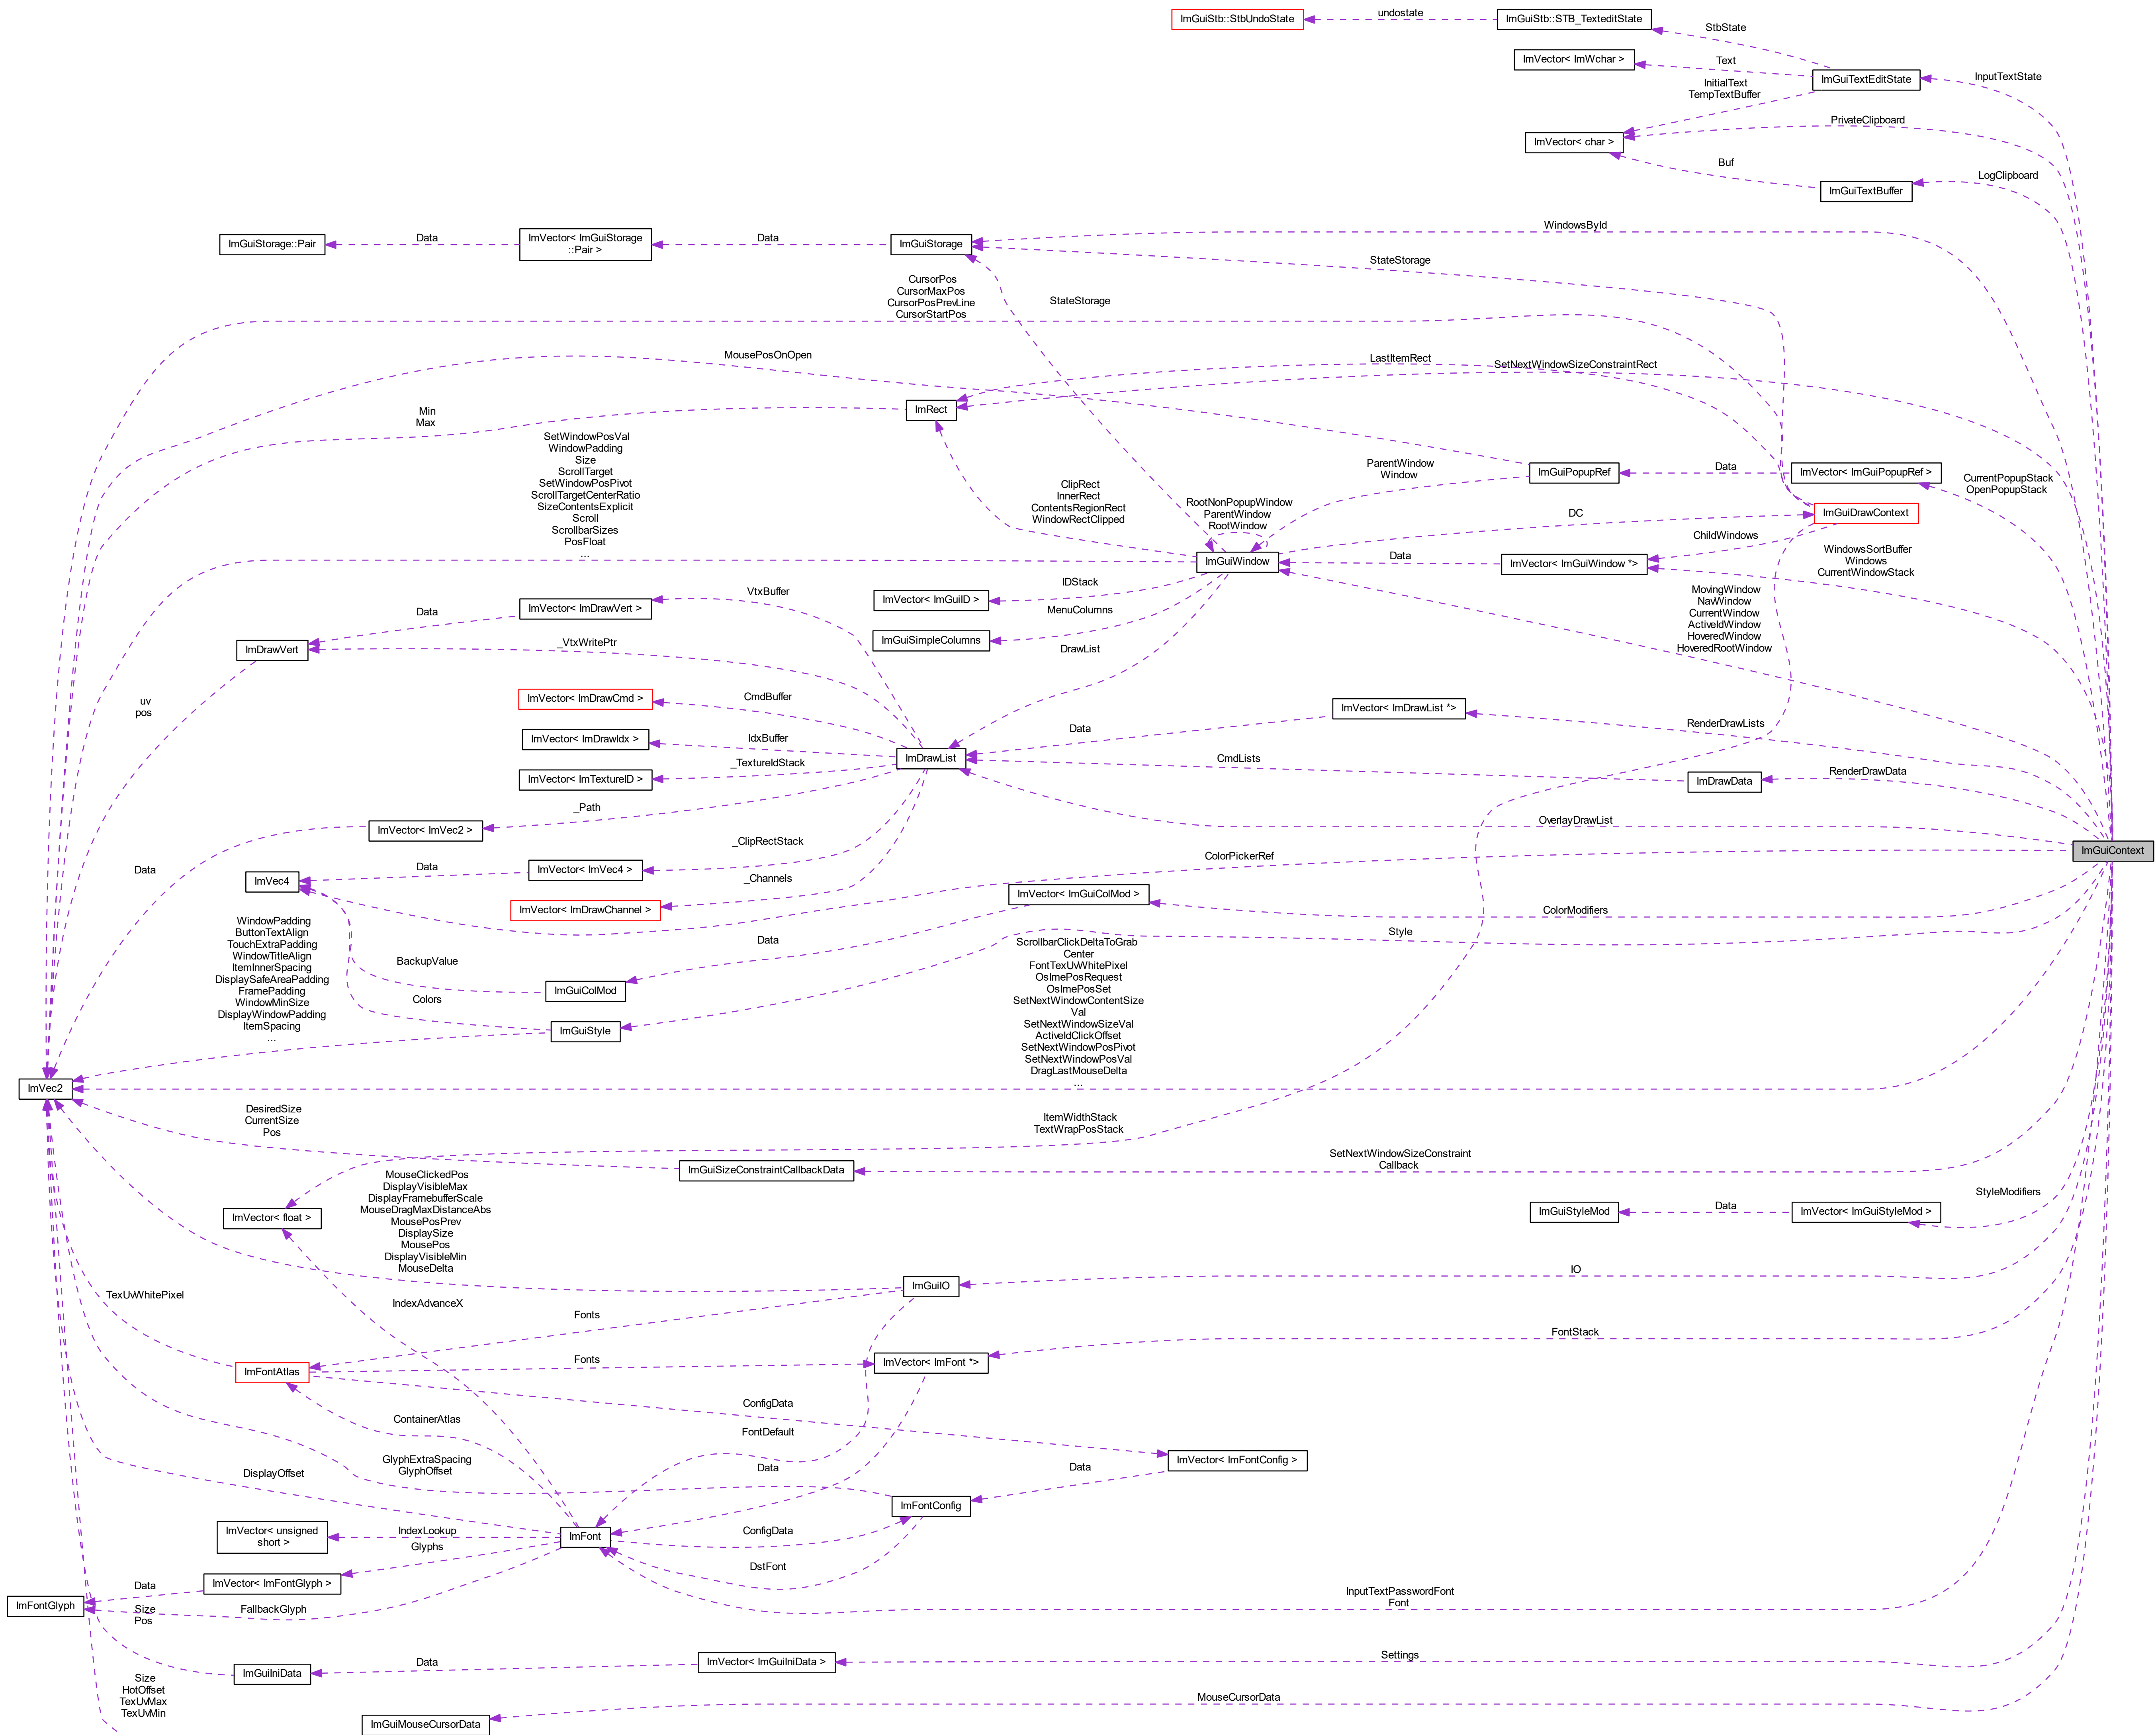 undostate
ImGuiStb::StbUndoState
ImGuiStb::STB_TexteditState
StbState
ImVector< ImWchar >
Text
ImGuiTextEditState
InputTextState
InitialText
TempTextBuffer
PrivateClipboard
ImVector< char >
Buf
LogClipboard
ImGuiTextBuffer
WindowsById
ImGuiStorage::Pair
Data
ImVector< ImGuiStorage
::Pair >
Data
ImGuiStorage
StateStorage
CursorPos
CursorMaxPos
CursorPosPrevLine
CursorStartPos
StateStorage
MousePosOnOpen
LastItemRect
SetNextWindowSizeConstraintRect
Min
Max
ImRect
SetWindowPosVal
WindowPadding
Size
ScrollTarget
SetWindowPosPivot
ScrollTargetCenterRatio
SizeContentsExplicit
Scroll
ScrollbarSizes
PosFloat
...
ClipRect
InnerRect
ContentsRegionRect
WindowRectClipped
RootNonPopupWindow
ParentWindow
RootWindow
ParentWindow
Window
ImGuiPopupRef
Data
ImVector< ImGuiPopupRef >
CurrentPopupStack
OpenPopupStack
DC
ImGuiDrawContext
ImGuiWindow
Data
ChildWindows
ImVector< ImGuiWindow *>
WindowsSortBuffer
Windows
CurrentWindowStack
IDStack
ImVector< ImGuiID >
MenuColumns
ImGuiSimpleColumns
DrawList
MovingWindow
NavWindow
CurrentWindow
ActiveIdWindow
HoveredWindow
HoveredRootWindow
VtxBuffer
ImVector< ImDrawVert >
Data
ImDrawVert
_VtxWritePtr
uv
pos
ImVector< ImDrawCmd >
CmdBuffer
ImVector< ImDrawIdx >
IdxBuffer
ImVector< ImTextureID >
_TextureIdStack
ImDrawList
Data
ImVector< ImDrawList *>
RenderDrawLists
CmdLists
ImDrawData
RenderDrawData
_Path
ImVector< ImVec2 >
Data
OverlayDrawList
ImGuiContext
_ClipRectStack
ImVector< ImVec4 >
Data
ImVec4
_Channels
ImVector< ImDrawChannel >
ColorPickerRef
ImVector< ImGuiColMod >
ColorModifiers
Data
BackupValue
ImGuiColMod
Style
Colors
ImGuiStyle
WindowPadding
ButtonTextAlign
TouchExtraPadding
WindowTitleAlign
ItemInnerSpacing
DisplaySafeAreaPadding
FramePadding
WindowMinSize
DisplayWindowPadding
ItemSpacing
...
ScrollbarClickDeltaToGrab
Center
FontTexUvWhitePixel
OsImePosRequest
OsImePosSet
SetNextWindowContentSize
Val
SetNextWindowSizeVal
ActiveIdClickOffset
SetNextWindowPosPivot
SetNextWindowPosVal
DragLastMouseDelta
...
ImVec2
DesiredSize
CurrentSize
Pos
ItemWidthStack
TextWrapPosStack
ImGuiSizeConstraintCallbackData
SetNextWindowSizeConstraint
Callback
ImVector< float >
MouseClickedPos
DisplayVisibleMax
DisplayFramebufferScale
MouseDragMaxDistanceAbs
MousePosPrev
DisplaySize
MousePos
DisplayVisibleMin
MouseDelta
ImGuiStyleMod
Data
ImVector< ImGuiStyleMod >
StyleModifiers
ImGuiIO
IO
TexUvWhitePixel
IndexAdvanceX
Fonts
FontStack
ImFontAtlas
Fonts
ImVector< ImFont *>
ConfigData
ContainerAtlas
FontDefault
GlyphExtraSpacing
GlyphOffset
DisplayOffset
Data
ImVector< ImFontConfig >
Data
ImFontConfig
ImVector< unsigned
short >
IndexLookup
ImFont
ConfigData
Glyphs
DstFont
ImVector< ImFontGlyph >
Data
ImFontGlyph
Size
Pos
FallbackGlyph
InputTextPasswordFont
Font
ImGuiIniData
Data
ImVector< ImGuiIniData >
Settings
Size
HotOffset
TexUvMax
TexUvMin
ImGuiMouseCursorData
MouseCursorData